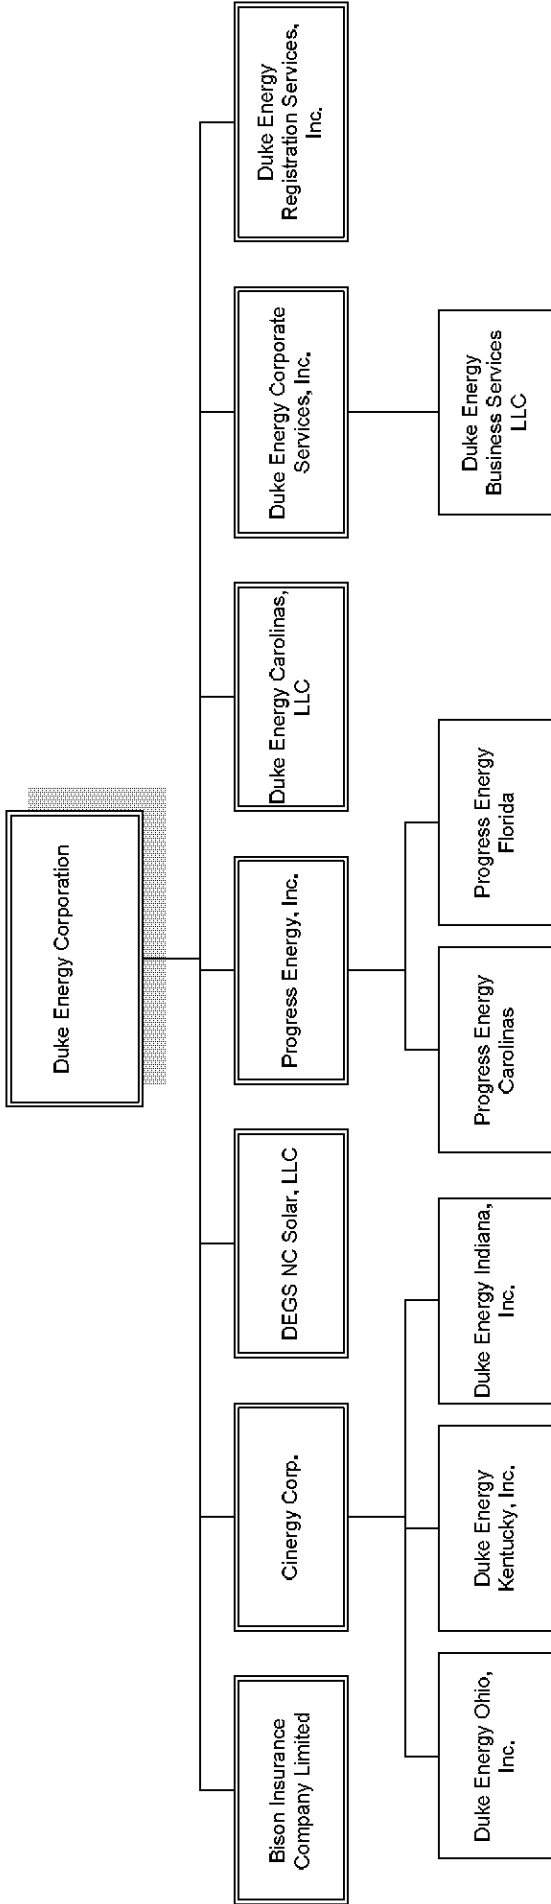 Duke Energy Corporation
Bison Insurance
Company Limited
Cinergy Corp.
DEGS NC Solar, LLC
Progress Energy, Inc.
Duke Energy Carolinas,
LLC
Duke Energy Corporate
Services, Inc.
Duke Energy
Registration Services,
Inc.
Duke Energy Ohio,
Inc.
Duke Energy
Kentucky, Inc.
Duke Energy Indiana,
Inc.
Progress Energy
Carolinas
Progress Energy
Florida
Duke Energy
Business Services
LLC